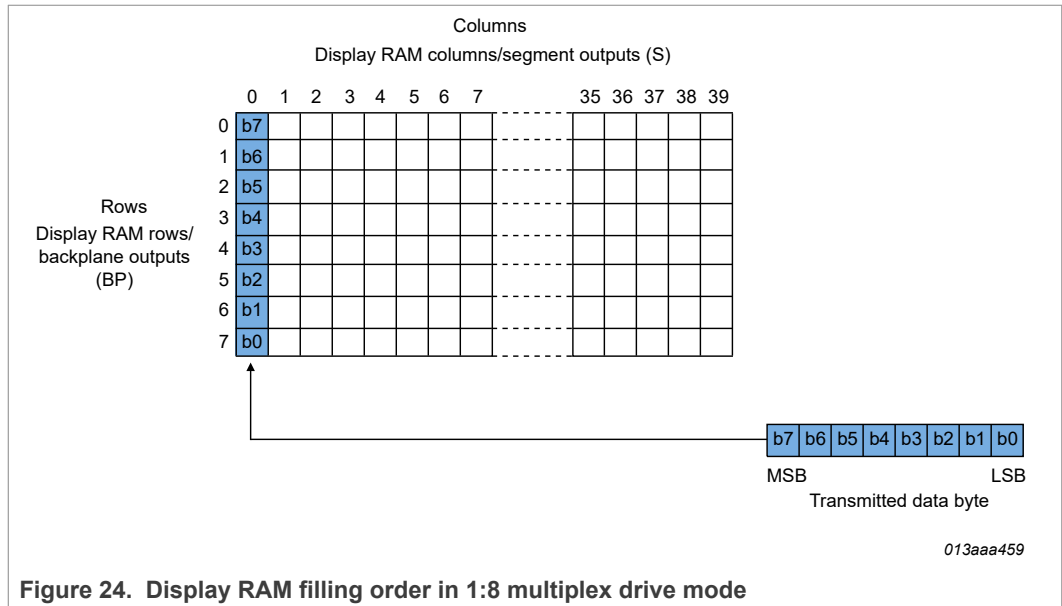 Columns
Display RAM columns/segment outputs (S)
0 1 2 3 4 5 6 7 35 36 37 38 39
0 b7
1 b6
2 b5
Rows
3 b4
Display RAM rows/
4 b3
backplane outputs
(BP)
5 b2
6 b1
7 b0
b7 b6 b5 b4 b3 b2 b1 b0
MSB LSB
Transmitted data byte
013aaa459
Figure 24. Display RAM filling order in 1:8 multiplex drive mode